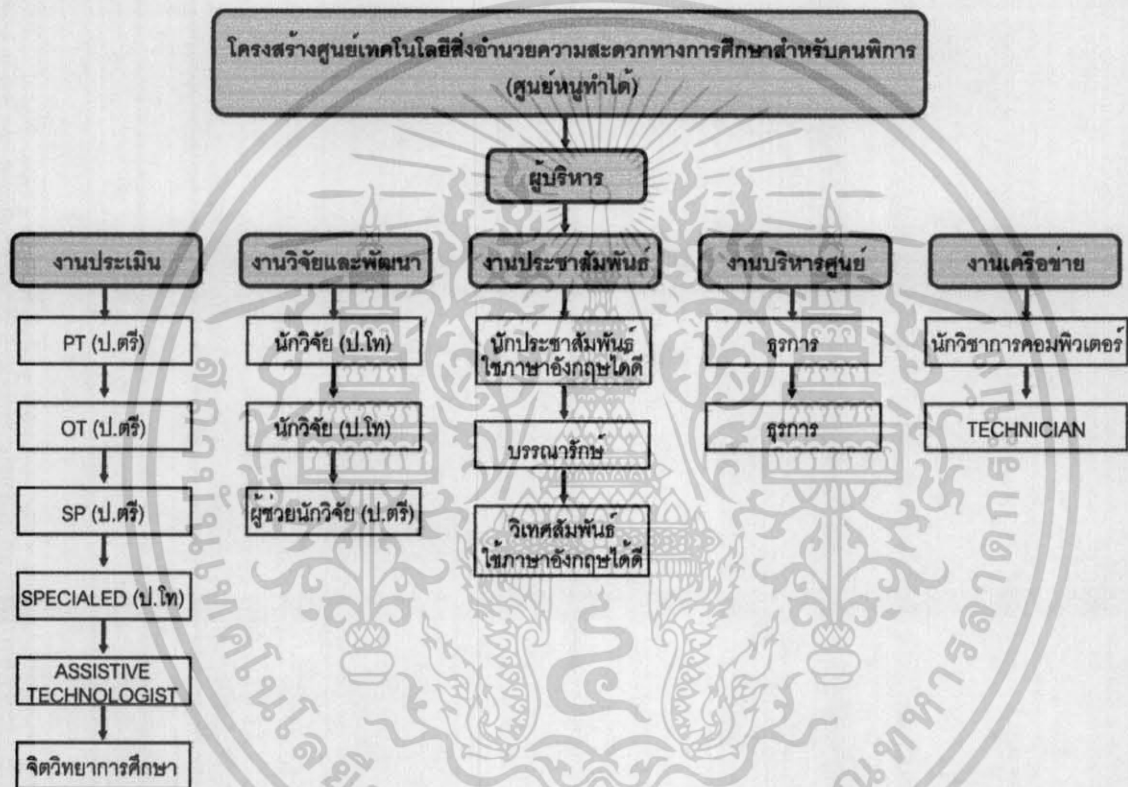 โครงสร้างศูนย์เทคโนโลยีสิ่งอำนวยความสะดวกทางการศึกษาสำหรับคนพิการ
(ศูนย์หนูทำได้)
ผู้บริหาร
งานประเมิน
PT (ป.ตรี)
OT (ป.ตรี)
SP (ป.ตรี)
SPECIALED (ป.โท)
ASSISTIVE
TECHNOLOGIST
จิตวิทยาการศึกษา
งานวิจัยและพัฒนา
นักวิจัย (ป.โท)
นักวิจัย (ป.โท)
ผู้ช่วยนักวิจัย (ป.ตรี)
งานประชาสัมพันธ์
นักประชาสัมพันธ์
ใช้ภาษาอังกฤษได้ดี
บรรณารักษ์
วิเทศสัมพันธ์
ใช้ภาษาอังกฤษได้ดี
งานบริหารศูนย์
ธุรการ
ธุรการ
งานเครือข่าย
นักวิชาการคอมพิวเตอร์
TECHNICIAN